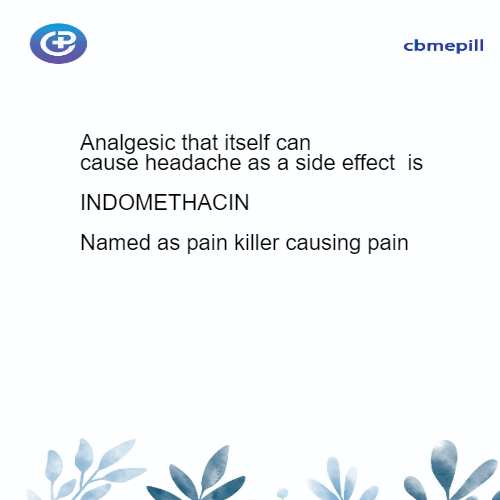 cbmepill
Analgesic that itself can
cause headache as a side effect  is
INDOMETHACIN
Named as pain killer causing pain